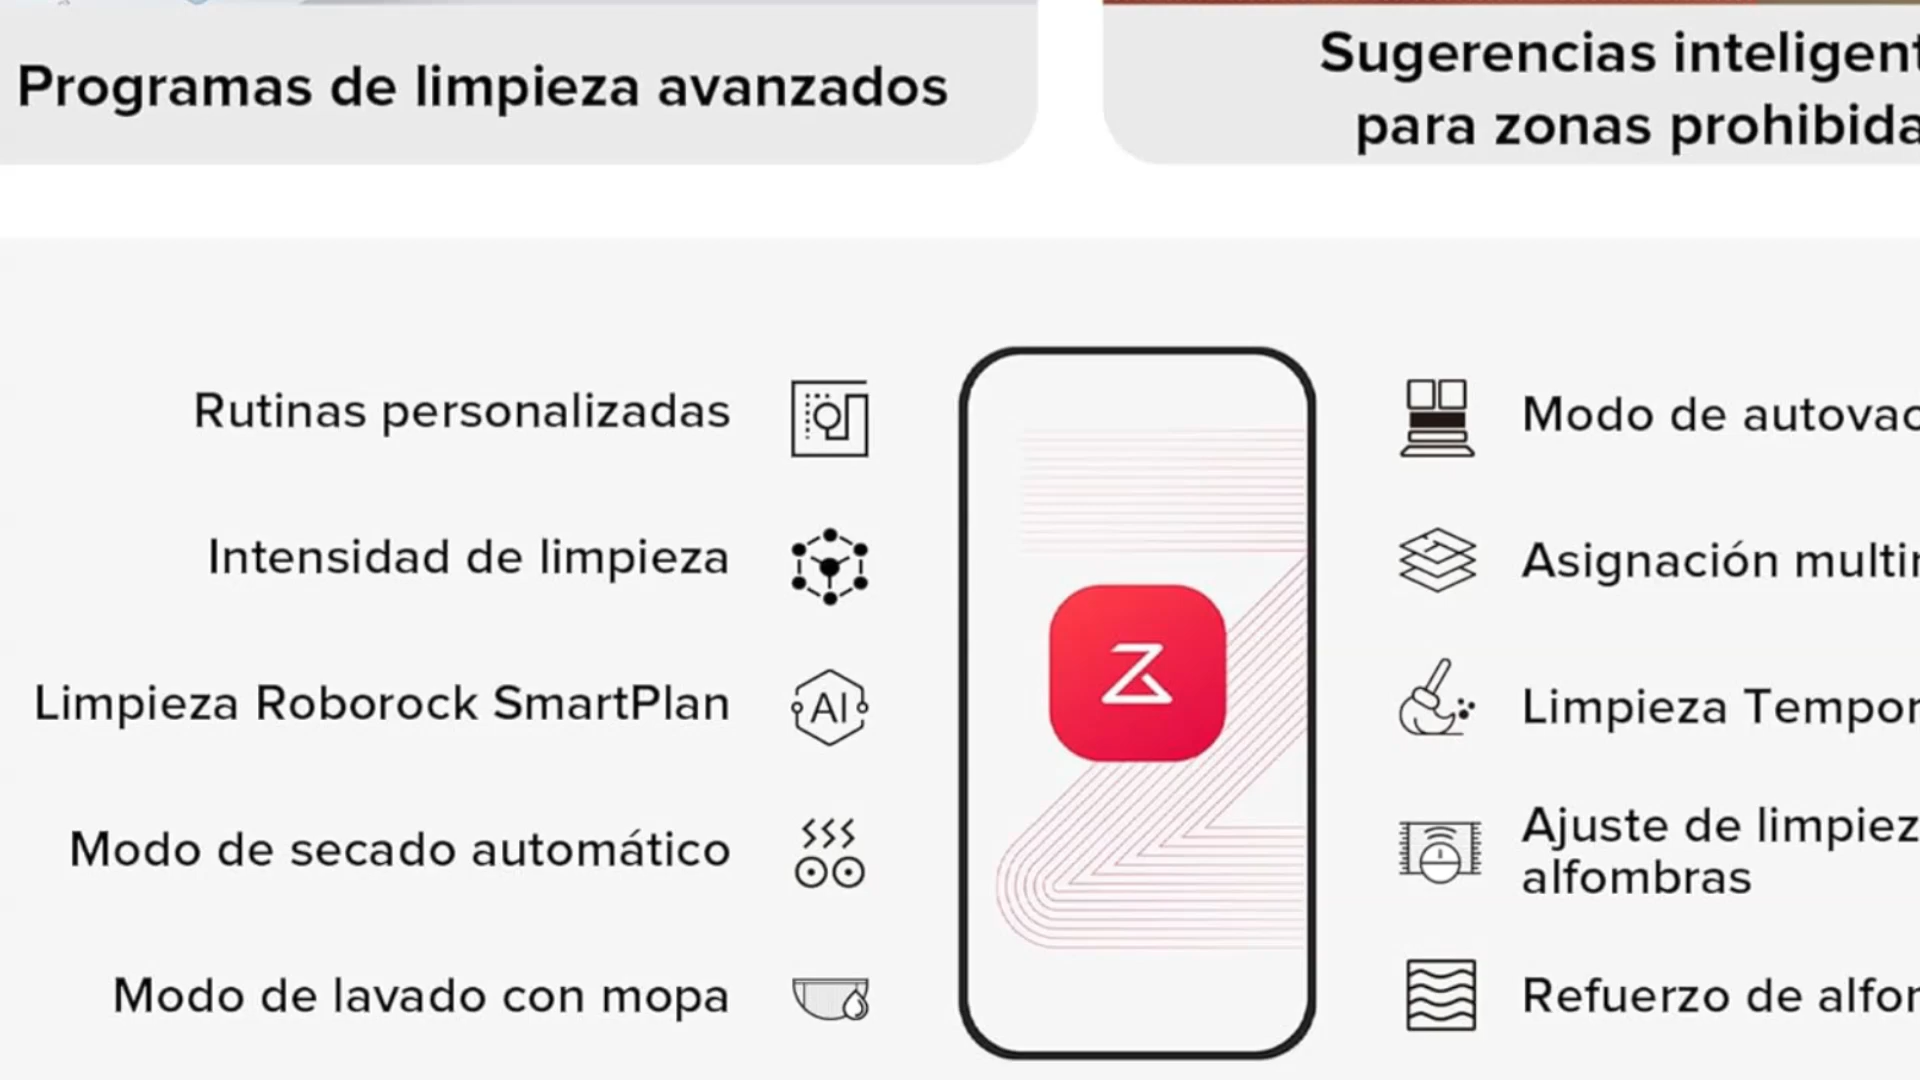 Programas de limpieza avanzados
Sugerencias inteligent
para zonas prohibida
Rutinas personalizadas
Intensidad de limpieza
Limpieza Roborock SmartPlan
AI
Modo de secado automático
Modo de lavado con mopa
Modo de autovac
Asignación multin
Limpieza Tempor
Ajuste de limpiez
alfombras
Refuerzo de alfor